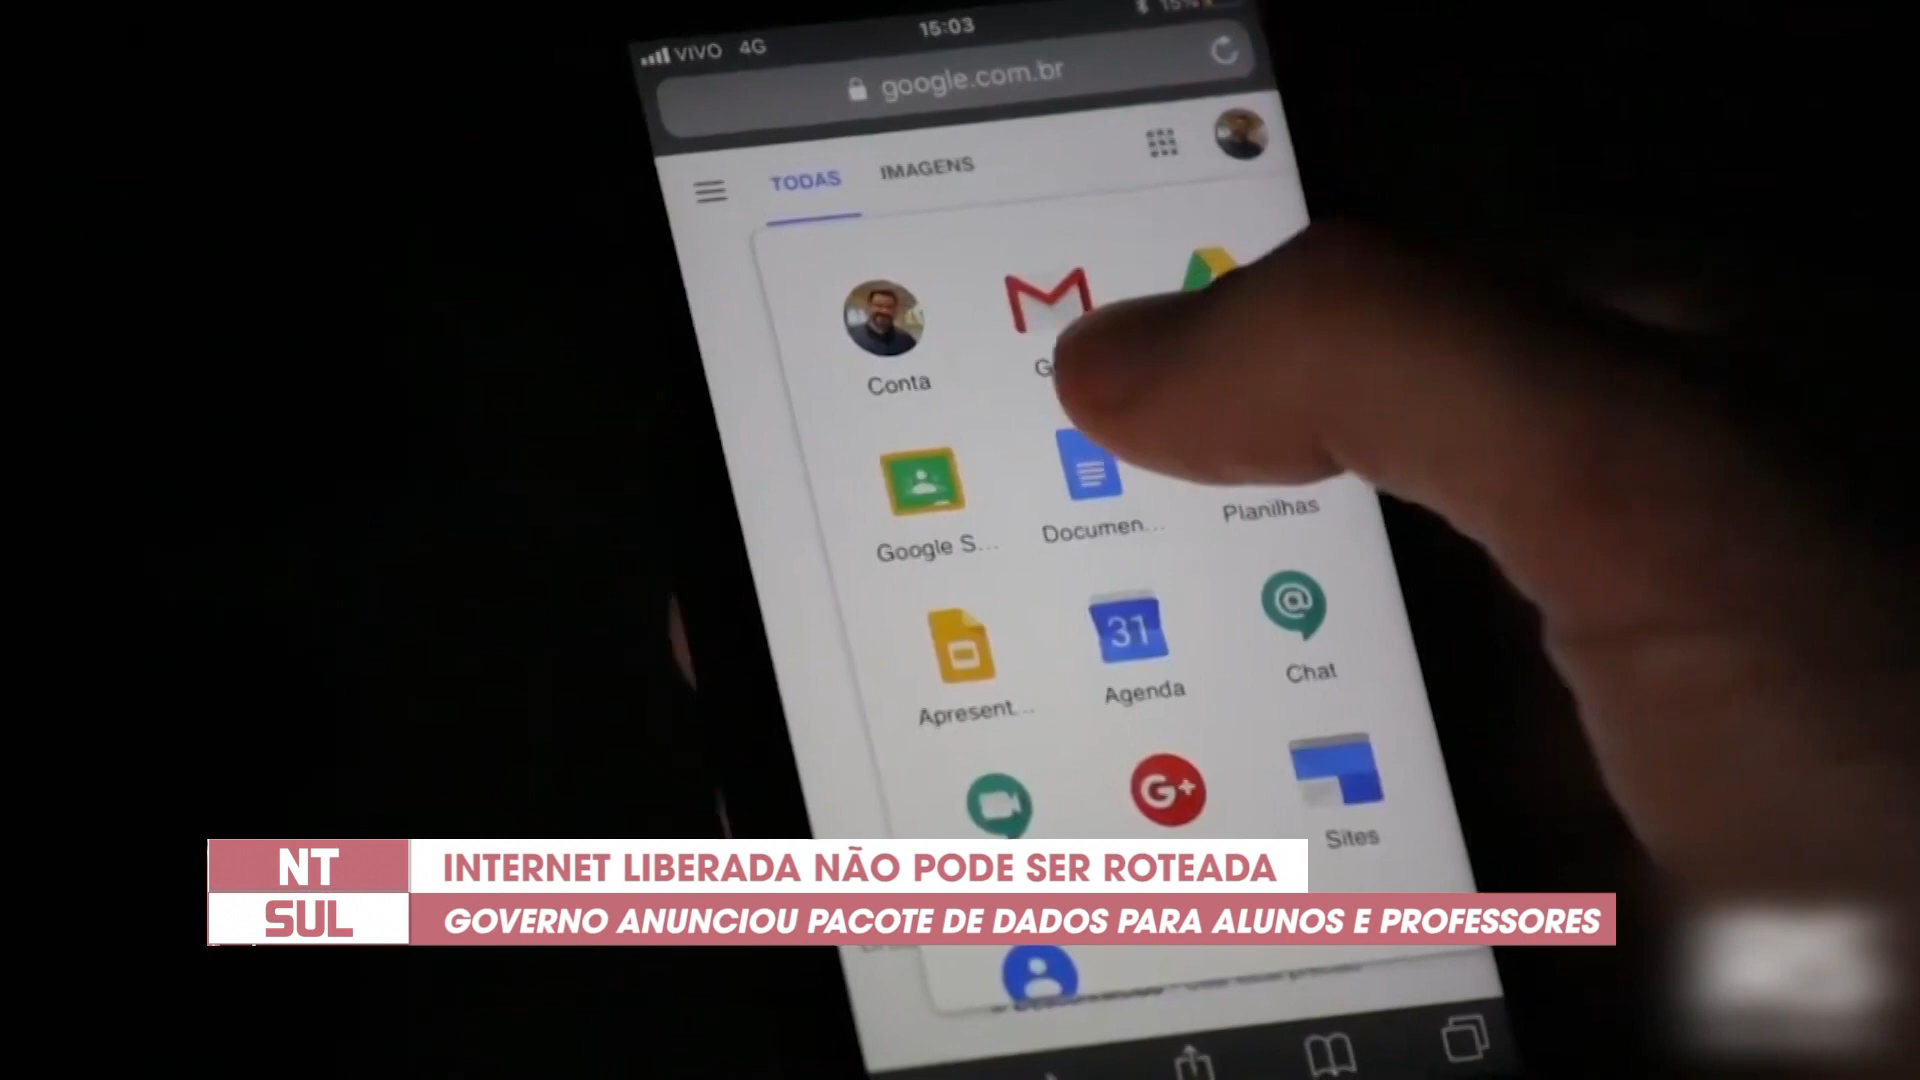 VIVO 4G
15:03
15%
google.com.br
TODAS
IMAGENS
Conta
G
Google S...
Documen...
Planilhas
Apresent...
31
Agenda
Chat
G+
Sites
NT
SUL
INTERNET LIBERADA NÃO PODE SER ROTEADA
GOVERNO ANUNCIOU PACOTE DE DADOS PARA ALUNOS E PROFESSORES